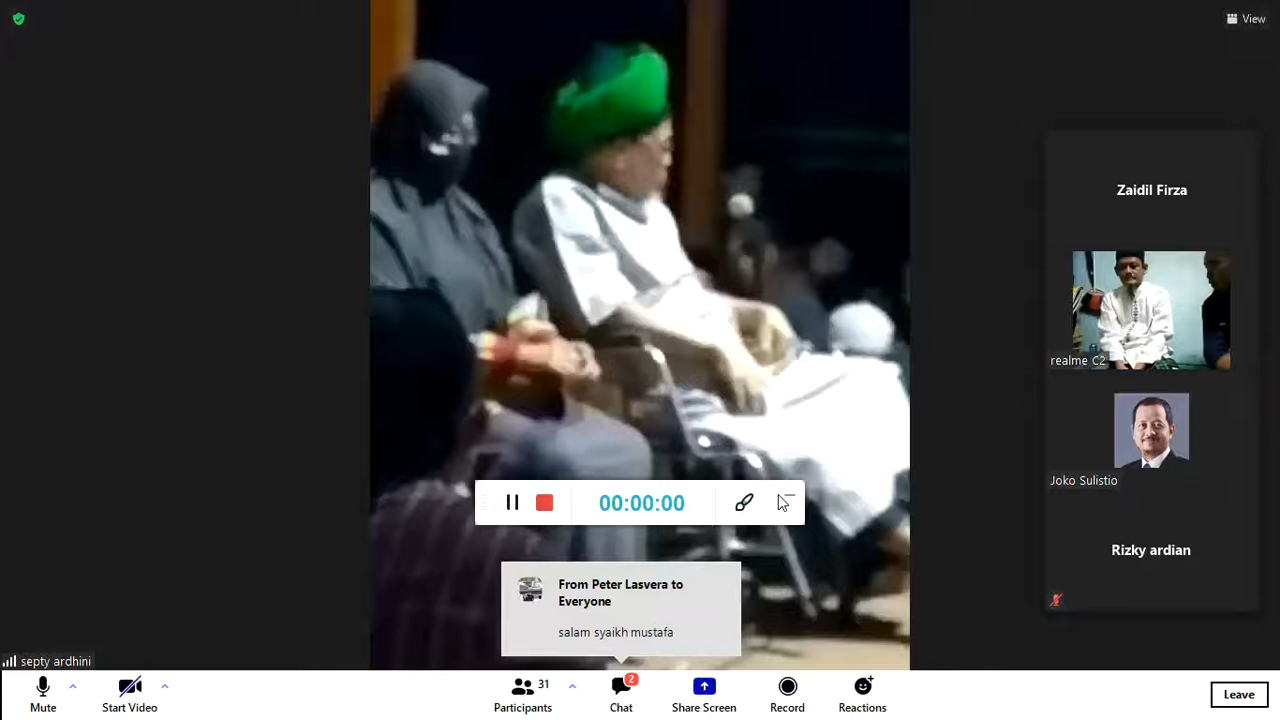 View
Zaidil Firza
realme C2
Joko Sulistio
Rizky ardian
00:00:00
From Peter Lasvera to
Everyone
salam syaikh mustafa
septy ardhini
Mute
Start Video
31
Participants
2
Chat
Share Screen
Record
Reactions
Leave